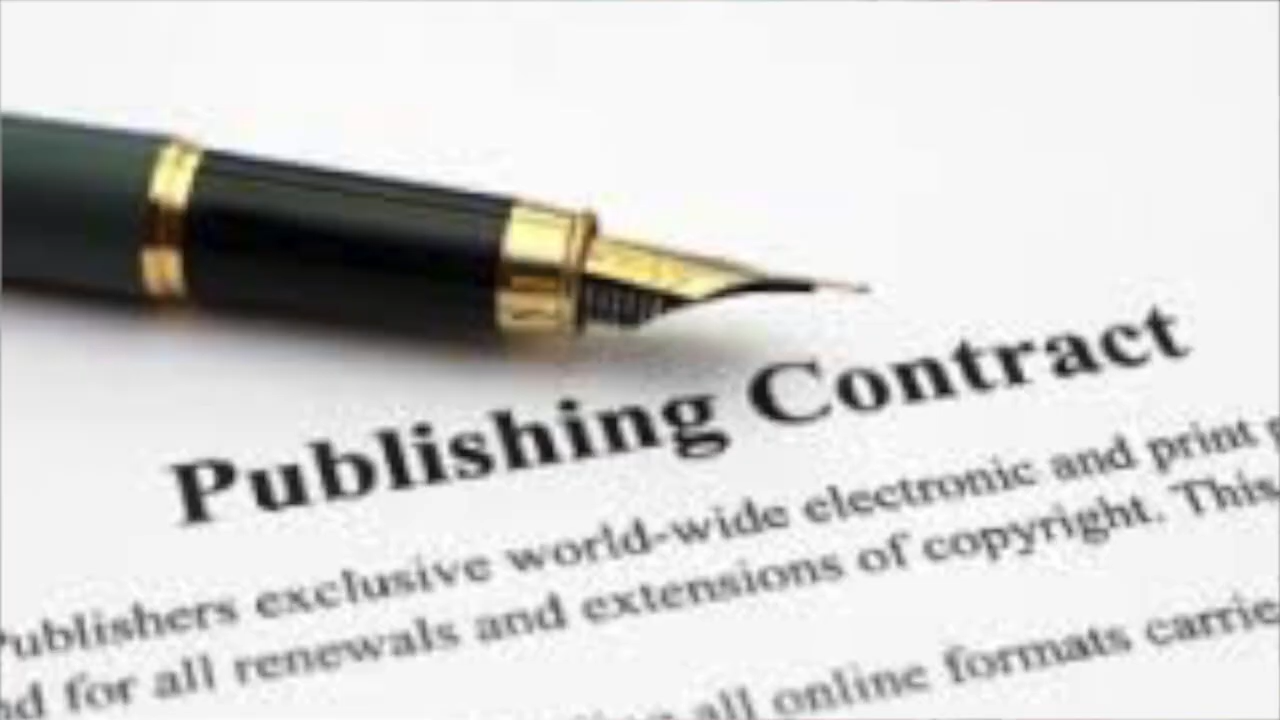 Publishing Contract
Publishers exclusive world-wide electronic and print
nd for all renewals and extensions of copyright. This
all online formats carrie